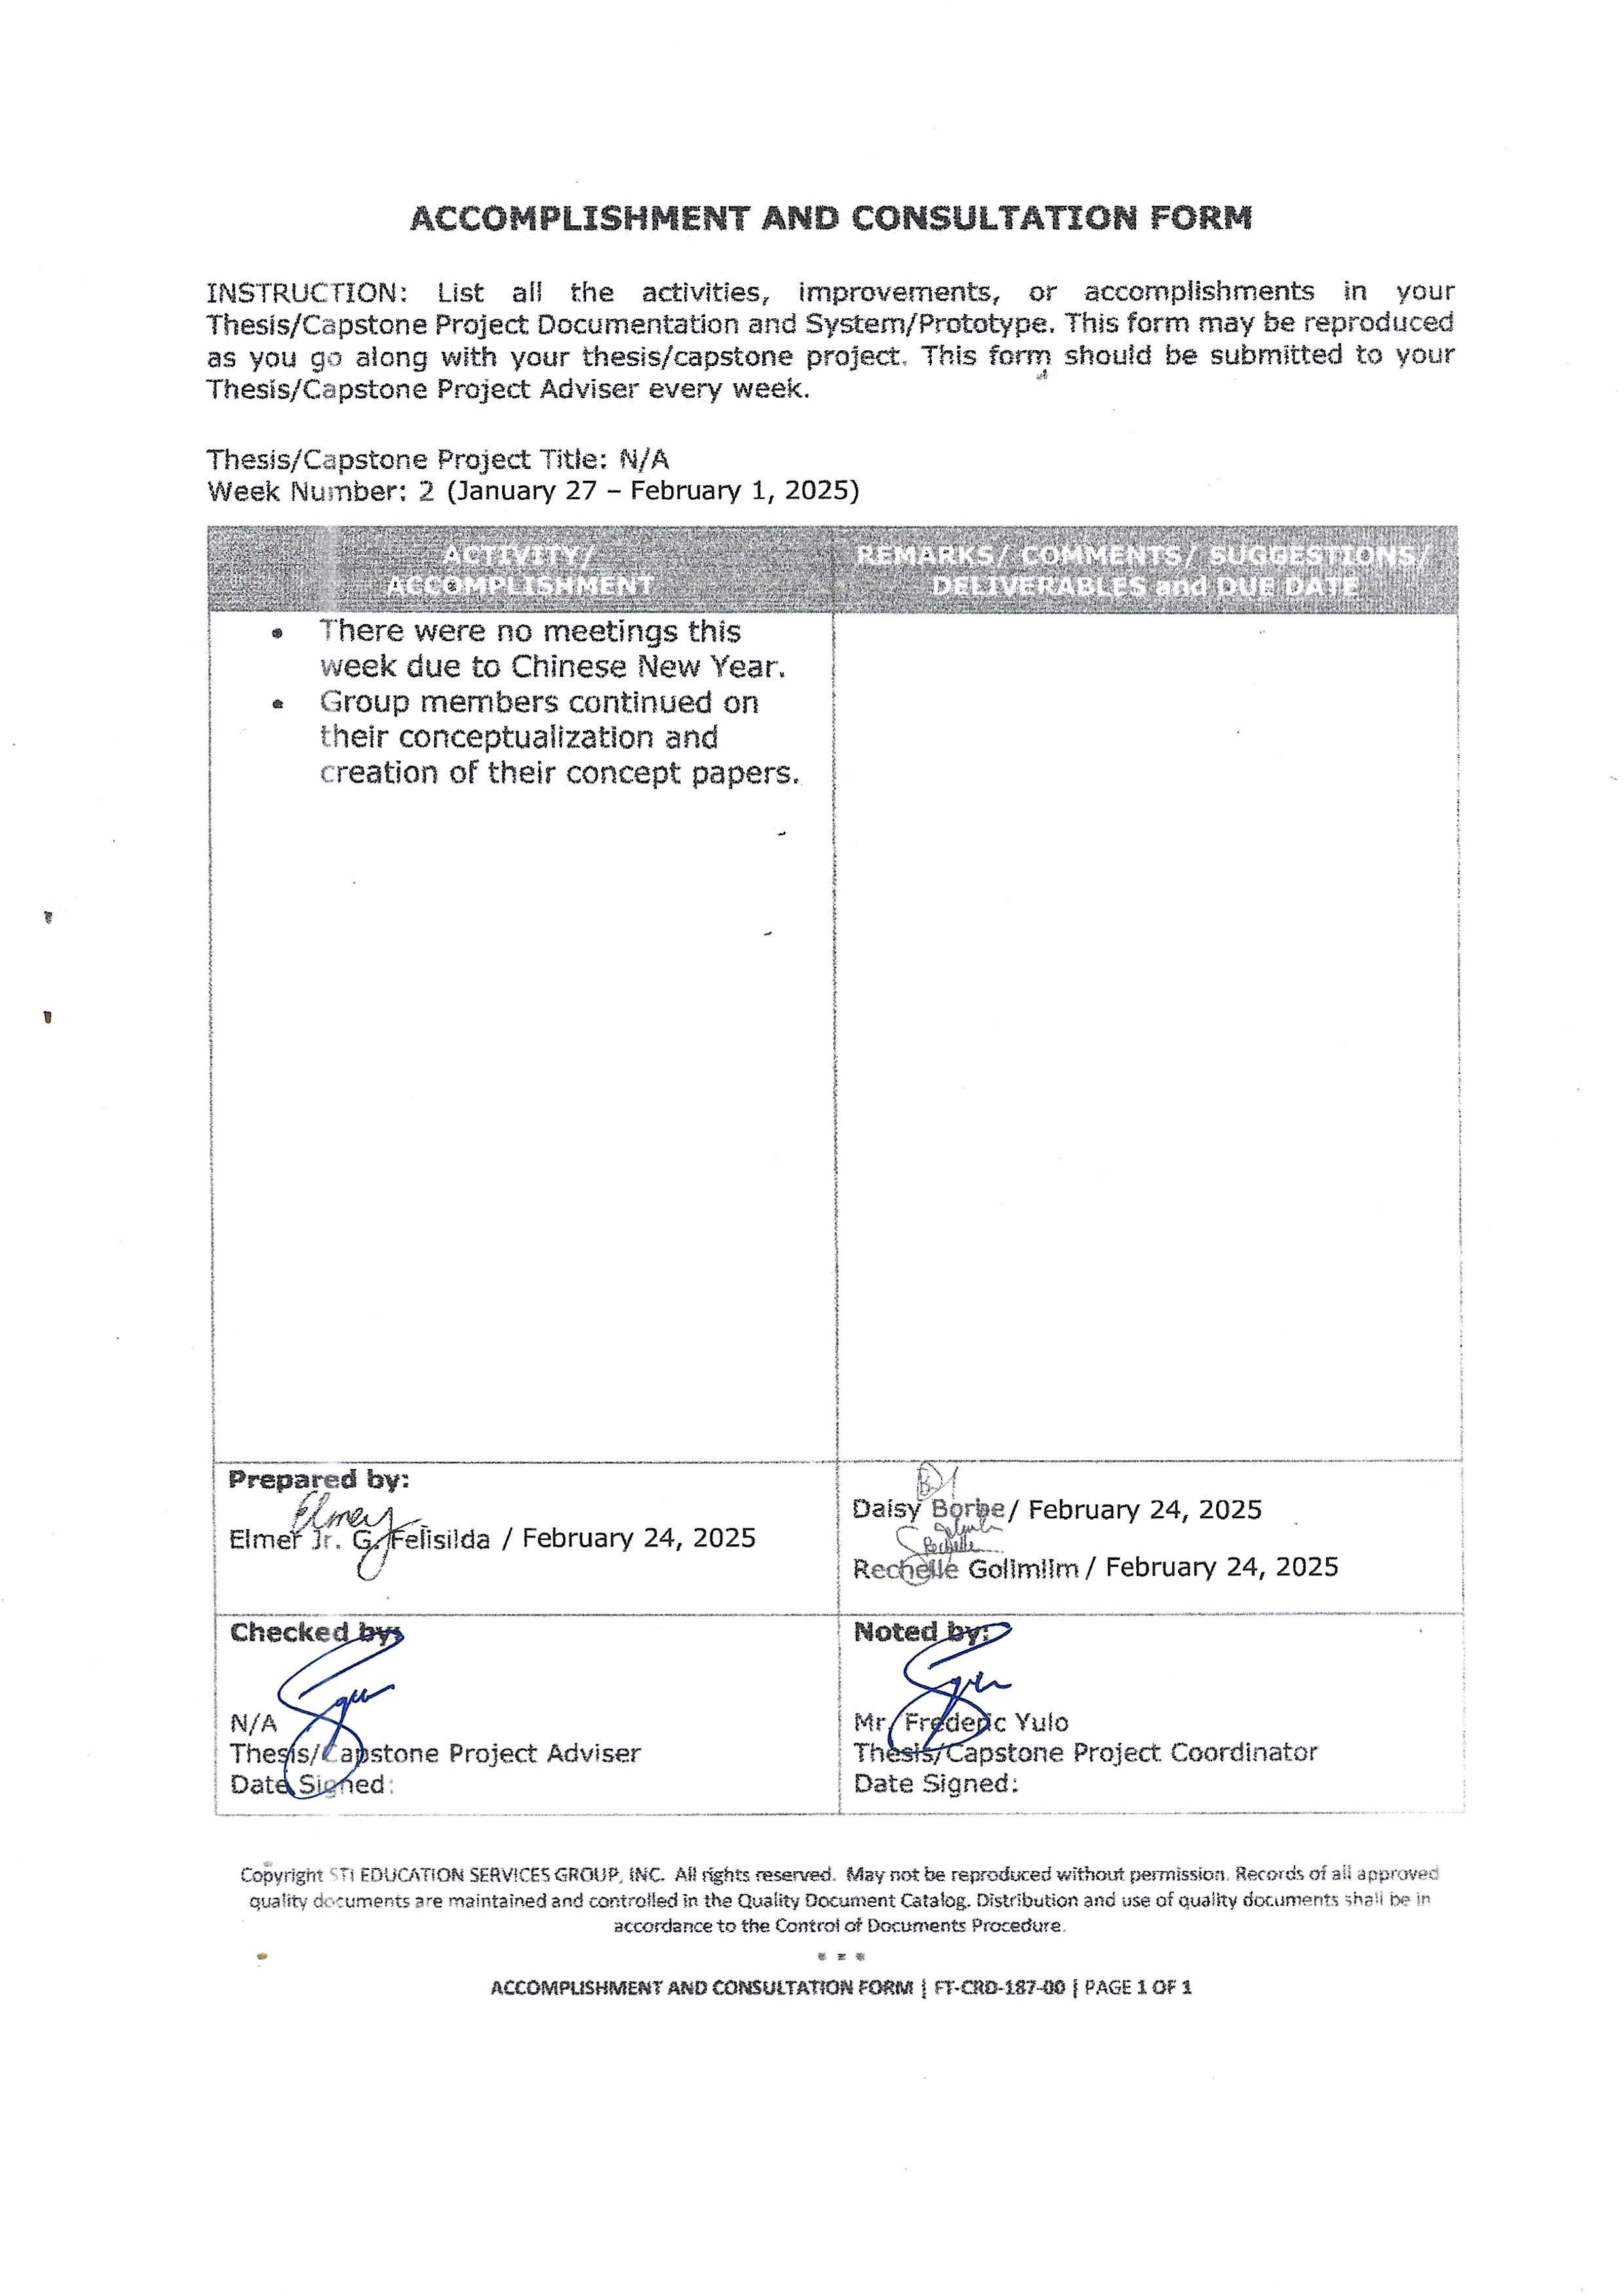 ACCOMPLISHMENT AND CONSULTATION FORM
INSTRUCTION: List all the activities, improvements, or accomplishments in your
Thesis/Capstone Project Documentation and System/Prototype. This form may be reproduced
as you go along with your thesis/capstone project. This form should be submitted to your
Thesis/Capstone Project Adviser every week.
Thesis/Capstone Project Title: N/A
Week Number: 2 (January 27 – February 1, 2025)
ACTIVITY/
ACCOMPLISHMENT
REMARKS/ COMMENTS/ SUGGESTIONS/
DELIVERABLES and DUE DATE
• There were no meetings this
week due to Chinese New Year.
• Group members continued on
their conceptualization and
creation of their concept papers.
Prepared by:
Elmer
Elmer Jr. G. Felisilda / February 24, 2025
Daisy Borbe/ February 24, 2025
Rechelle
Rechelle Golimlim / February 24, 2025
Checked by:
N/A
Thesis/Capstone Project Adviser
Date Signed:
Noted by:
Mr. Frederic Yulo
Thesis/Capstone Project Coordinator
Date Signed:
Copyright STI EDUCATION SERVICES GROUP, INC. All rights reserved. May not be reproduced without permission. Records of all approved
quality documents are maintained and controlled in the Quality Document Catalog. Distribution and use of quality documents shall be in
accordance to the Control of Documents Procedure.
* * *
ACCOMPLISHMENT AND CONSULTATION FORM | FT-CRD-187-00 | PAGE 1 OF 1